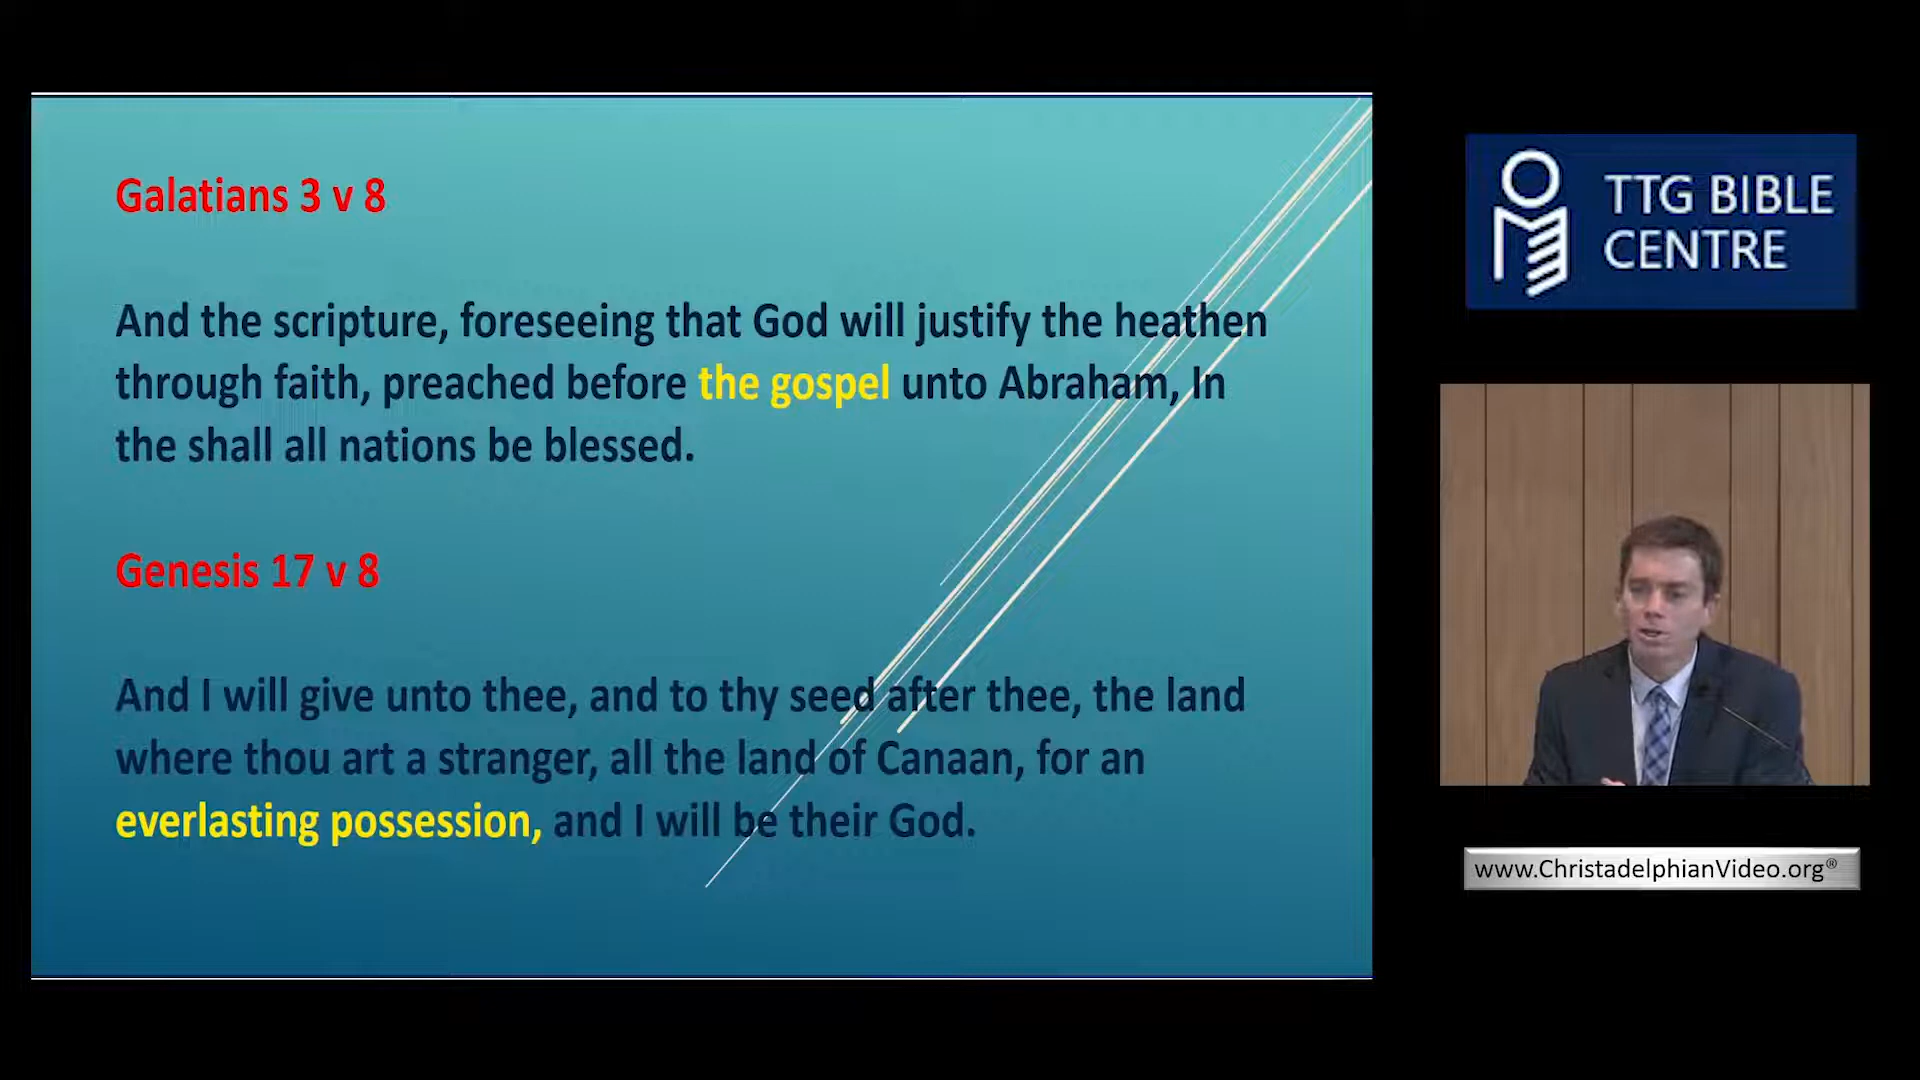 Galatians 3 v 8
And the scripture, foreseeing that God will justify the heathen
through faith, preached before the gospel unto Abraham, In
the shall all nations be blessed.
Genesis 17 v 8
And I will give unto thee, and to thy seed after thee, the land
where thou art a stranger, all the land of Canaan, for an
everlasting possession, and I will be their God.
TTG BIBLE
CENTRE
www.ChristadelphianVideo.org®